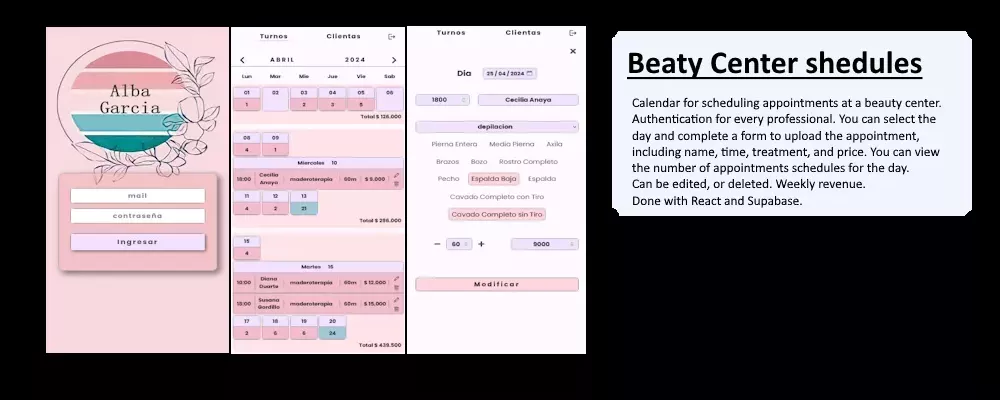 Alba
Garcia
mail
contraseña
Ingresar
Turnos Clientas
ABRIL 2024
Lun Mar Mie Jue Vie Sab
01 02 03 04 05 06
1 2 3 5
Total $ 126.000
08 09
4 1
Miercoles 10
18:00 Cecilia Anaya maderoterapia 60m $ 9,000
11 12 13
4 2 21
Total $ 296.000
15
4
Martes 16
10:00 Diana Duarte maderoterapia 60m $ 12,000
18:00 Susana Gordillo maderoterapia 60m $ 15,000
17 18 19 20
2 6 6 24
Total $ 438.500
Turnos Clientas
Dia 25 / 04 / 2024
1800 Cecilia Anaya
depilacion
Pierna Entera Media Pierna Axila
Brazos Bozo Rostro Completo
Pecho Espalda Baja Espalda
Cavado Completo con Tiro
Cavado Completo sin Tiro
− 60 + 9000
Modificar
Beaty Center shedules
Calendar for scheduling appointments at a beauty center.
Authentication for every professional. You can select the
day and complete a form to upload the appointment,
including name, time, treatment, and price. You can view
the number of appointments schedules for the day.
Can be edited, or deleted. Weekly revenue.
Done with React and Supabase.